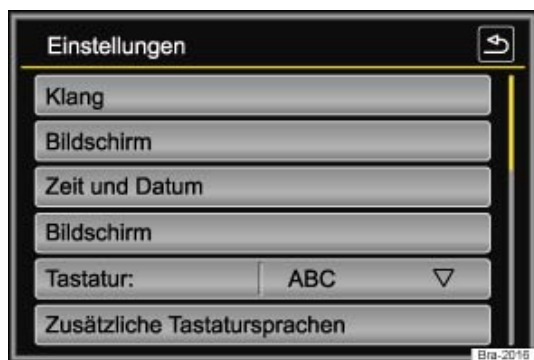 Einstellungen
Klang
Bildschirm
Zeit und Datum
Bildschirm
Tastatur: ABC
Zusätzliche Tastatursprachen
Bra-2016